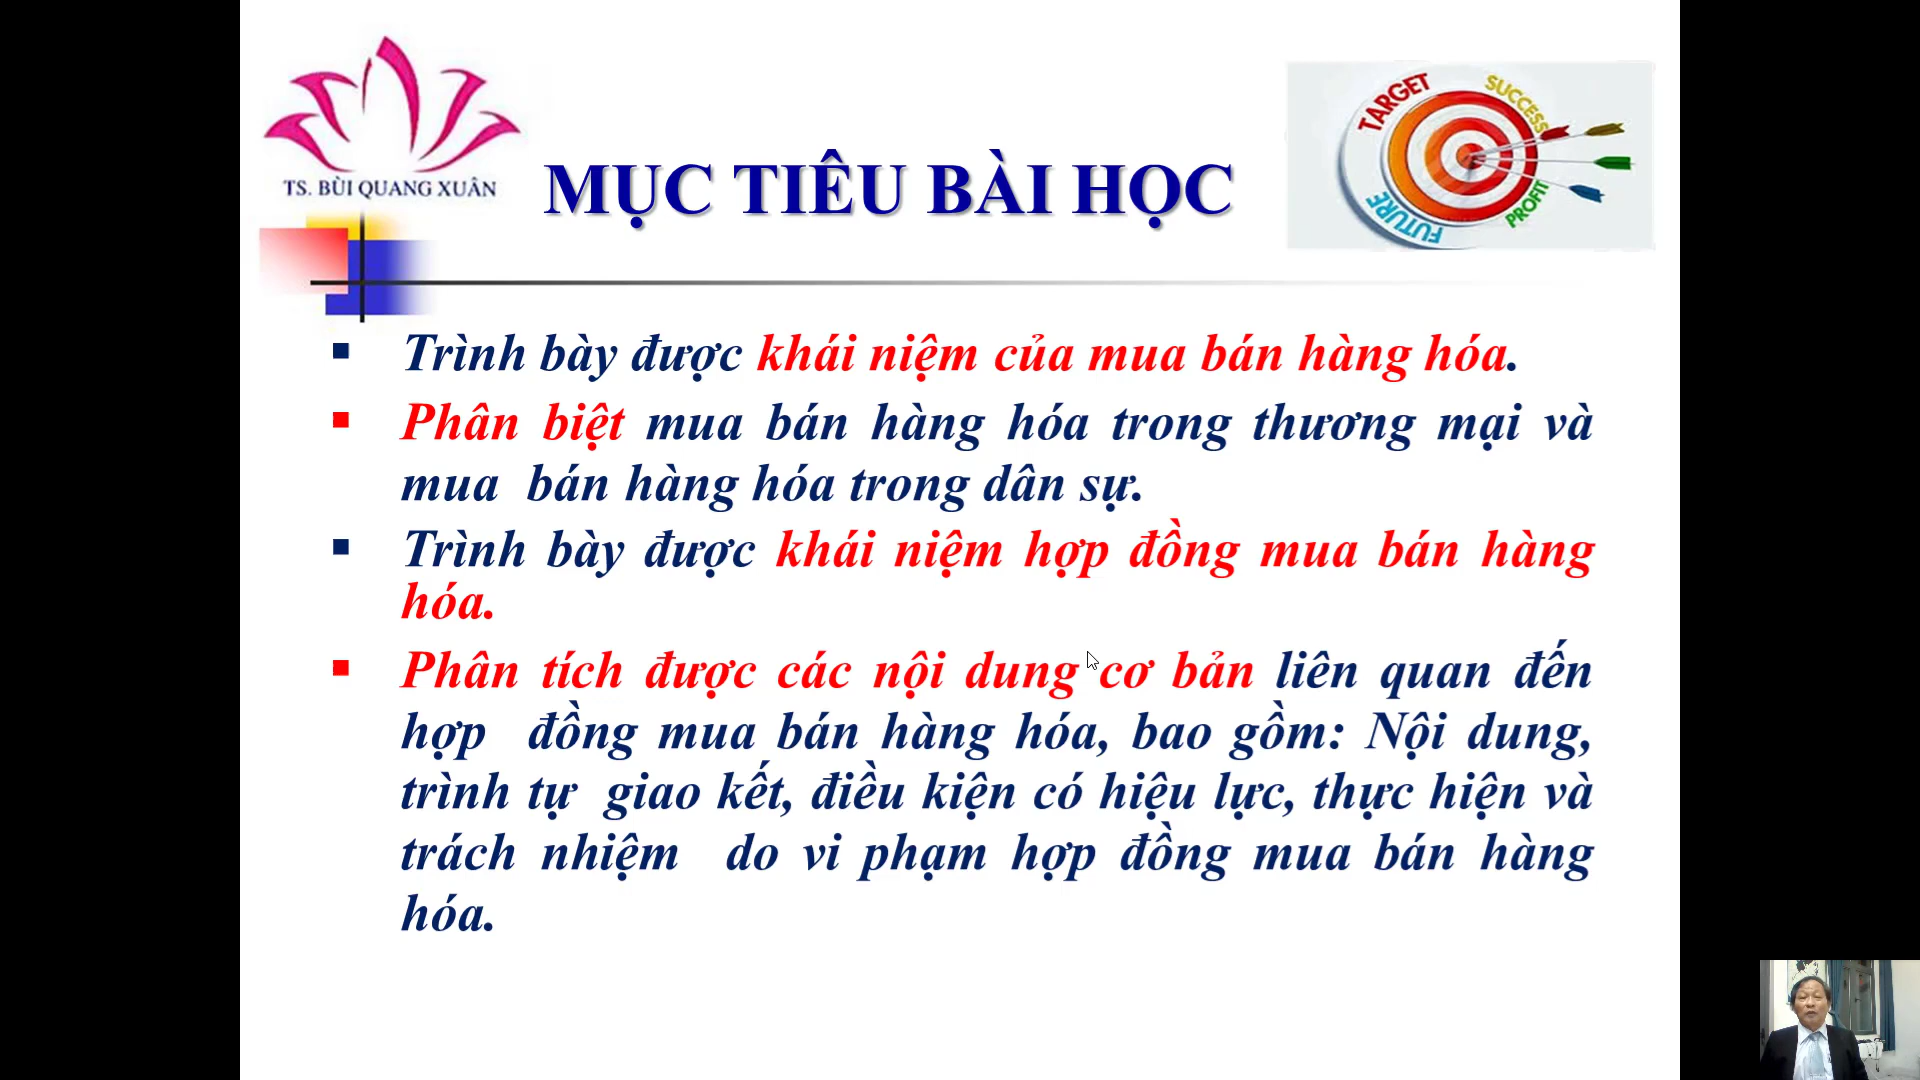 TS. BÙI QUANG XUÂN
MỤC TIÊU BÀI HỌC
TARGET
SUCCESS
PROFIT
FUTURE
Trình bày được khái niệm của mua bán hàng hóa.
Phân biệt mua bán hàng hóa trong thương mại và
mua bán hàng hóa trong dân sự.
Trình bày được khái niệm hợp đồng mua bán hàng
hóa.
Phân tích được các nội dung cơ bản liên quan đến
hợp đồng mua bán hàng hóa, bao gồm: Nội dung,
trình tự giao kết, điều kiện có hiệu lực, thực hiện và
trách nhiệm do vi phạm hợp đồng mua bán hàng
hóa.